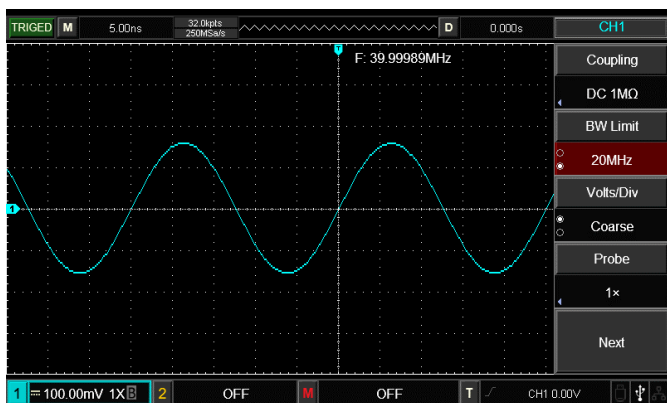 TRIGED M 5.00ns 32.0kpts D 0.000s CH1
250MSa/s
T
F: 39.99989MHz
Coupling
DC 1MΩ
BW Limit
20MHz
Volts/Div
1
Coarse
Probe
1×
Next
1 100.00mV 1X B 2 OFF M OFF T CH1 0.00V